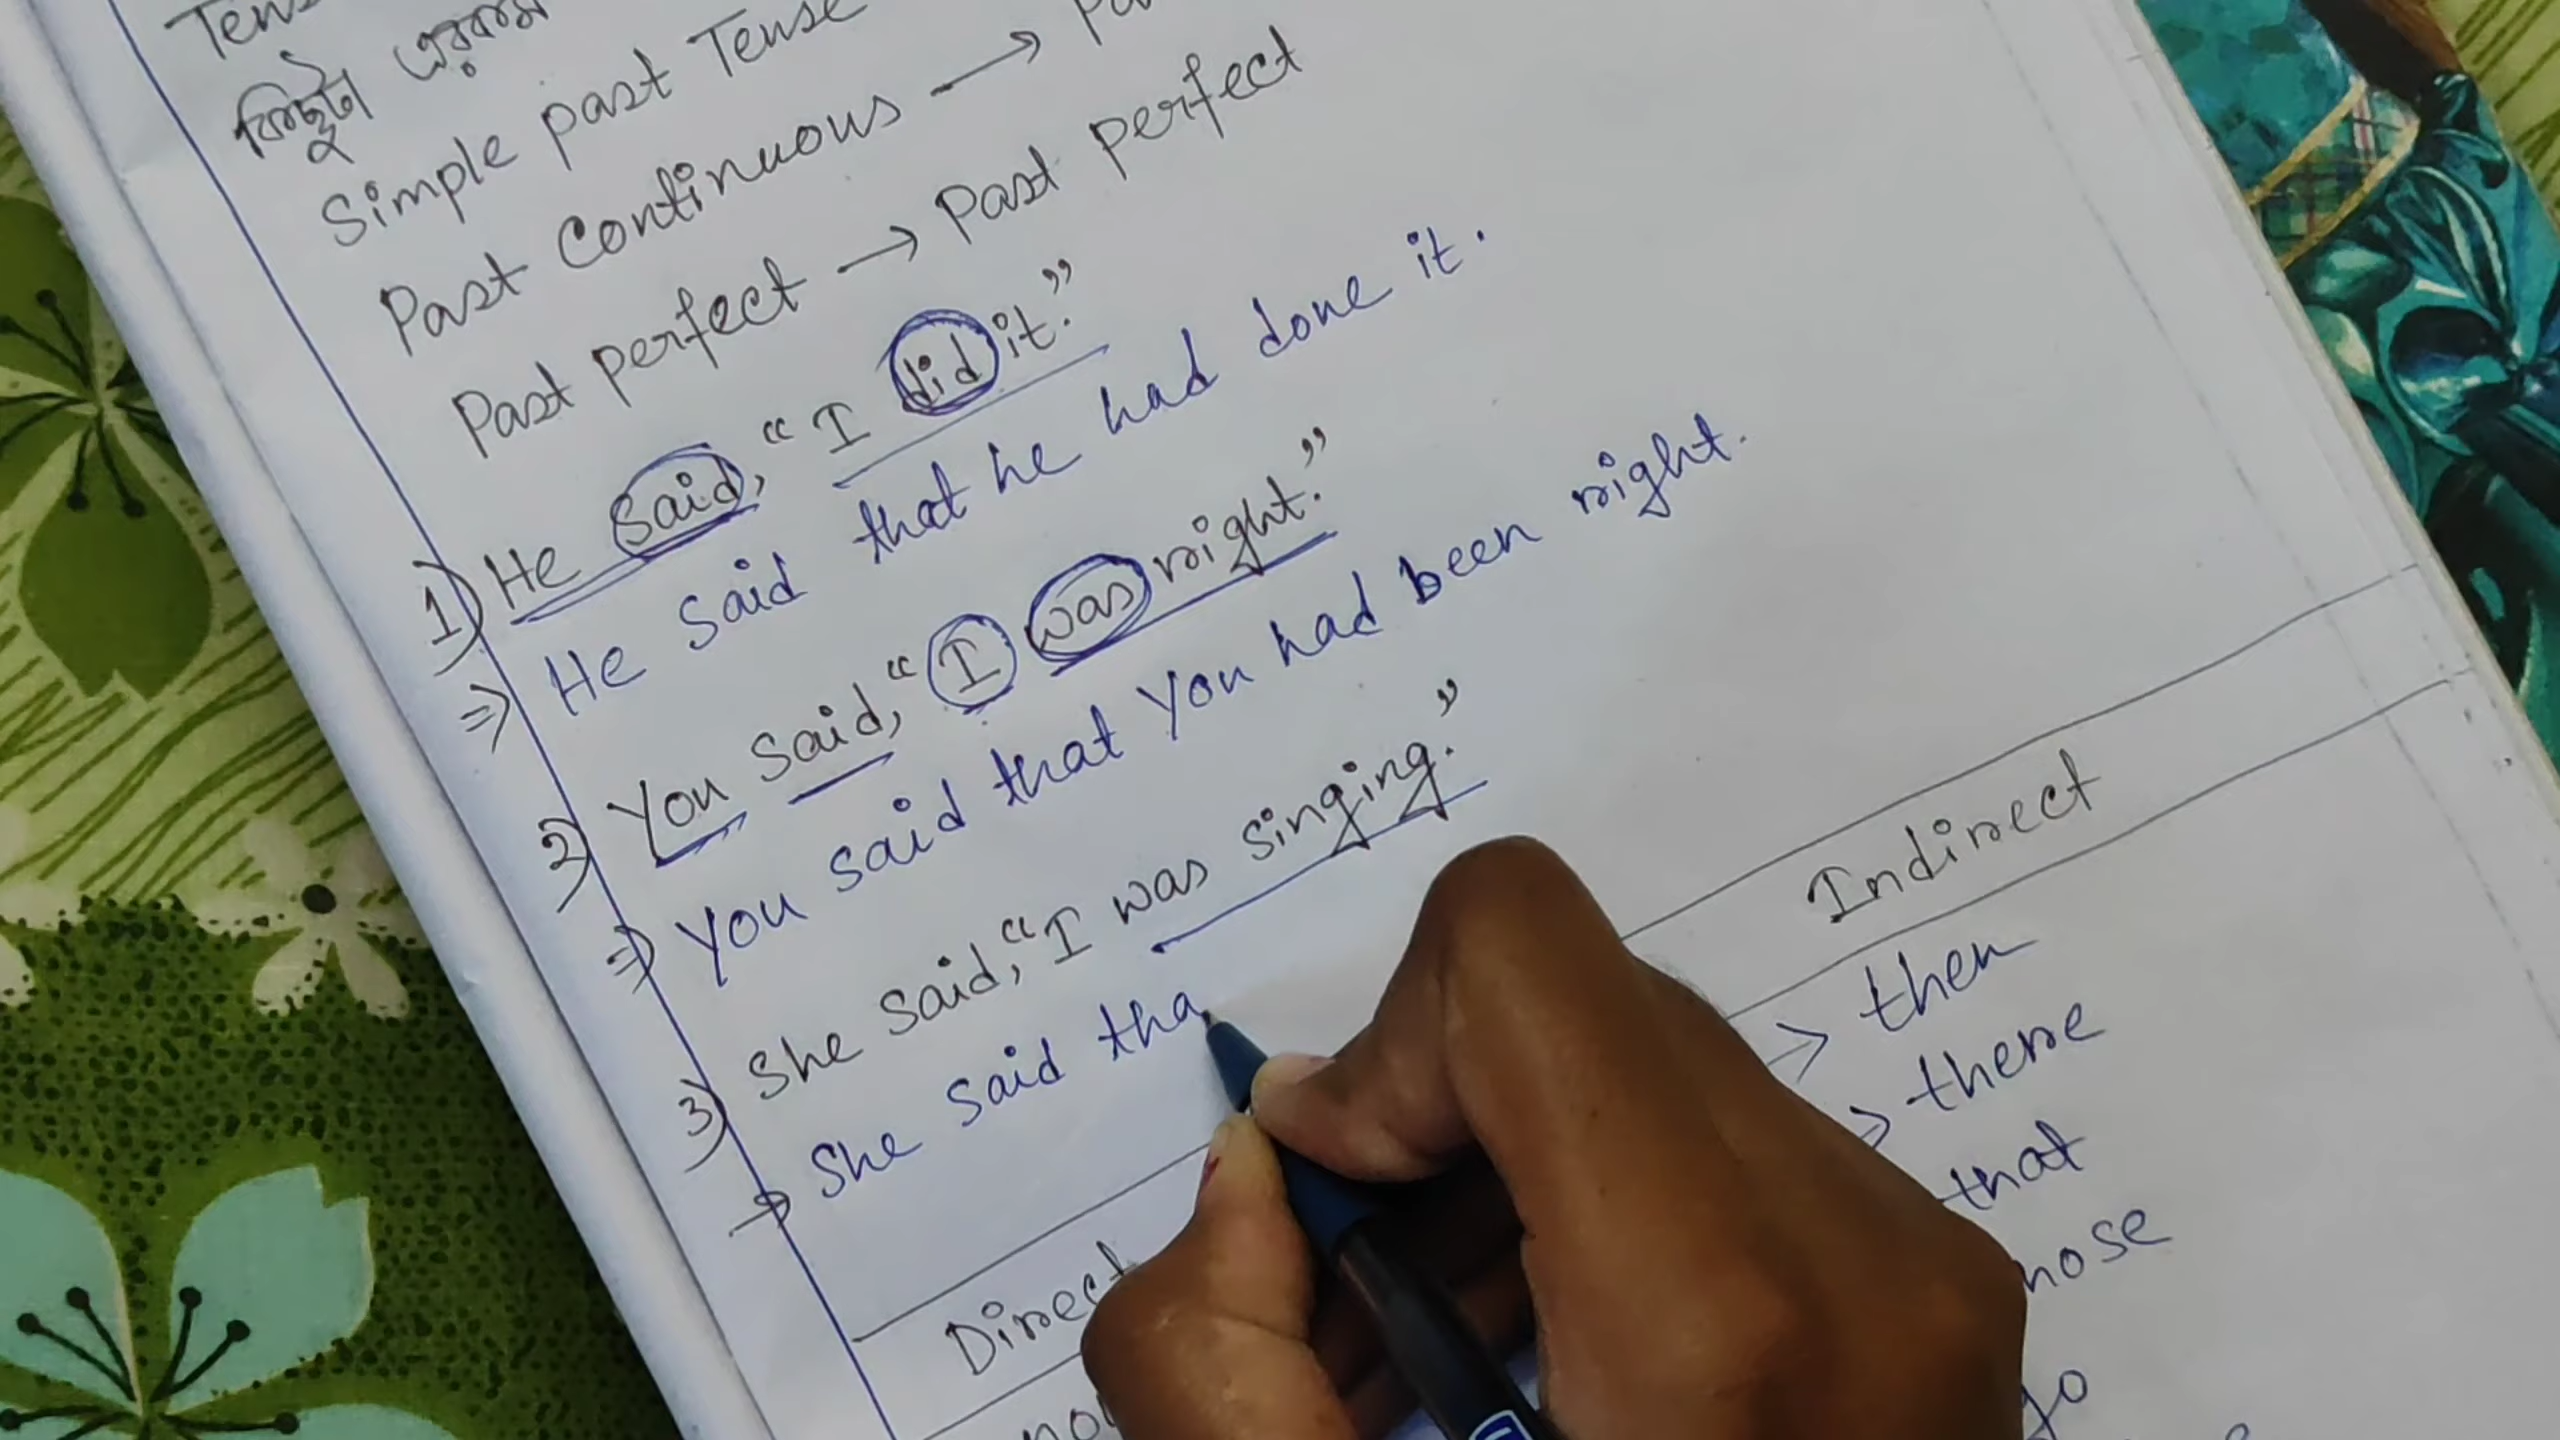 কিছুটা এরকম
Simple past Tense
Past Continuous →
Past perfect → Past perfect
1) He said, "I did it."
⇒ He said that he had done it.
2) You said, "I was right."
⇒ You said that you had been right.
3) She said, "I was singing."
→ She said tha
Direct Indirect
→ then
→ there
that